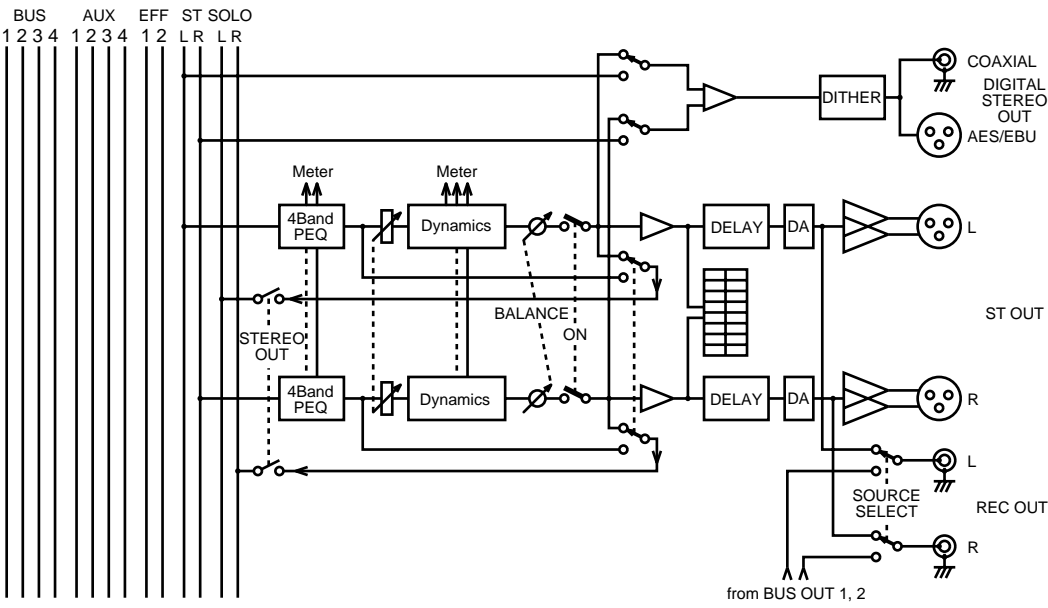 BUS AUX EFF ST SOLO
1 2 3 4 1 2 3 4 1 2 L R L R
COAXIAL
DIGITAL
STEREO
OUT
DITHER
AES/EBU
Meter
Meter
4Band
PEQ
Dynamics
DELAY
DA
L
BALANCE
ON
ST OUT
STEREO
OUT
4Band
PEQ
Dynamics
DELAY
DA
R
L
SOURCE
SELECT
REC OUT
R
from BUS OUT 1, 2